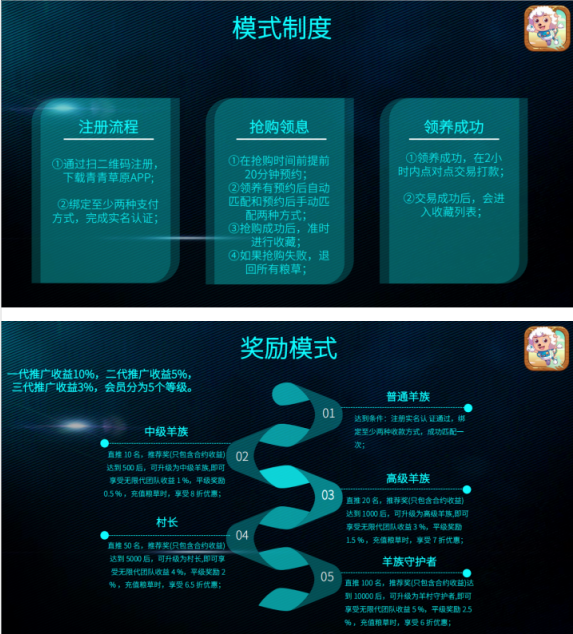 模式制度
注册流程
①通过扫二维码注册，
下载青青草原APP;
②绑定至少两种支付
方式，完成实名认证；
抢购领息
①在抢购时间前提前
20分钟预约；
②领养有预约后自动
匹配和预约后手动匹
配两种方式；
③抢购成功后，准时
进行收藏；
④如果抢购失败，退
回所有粮草；
领养成功
①领养成功，在2小
时内点对点交易打款；
②交易成功后，会进
入收藏列表；
奖励模式
一代推广收益10%，二代推广收益5%，
三代推广收益3%，会员分为5个等级。
01
普通羊族
达到条件：注册实名认 证通过，绑
定至少两种收款方式，成功匹配一
次；
02
中级羊族
直推 10 名，推荐奖(只包含合约收益)
达到 500 后，可升级为中级羊族,即可
享受无限代团队收益 1 %，平级奖励
0.5 % ，充值粮草时，享受 8 折优惠；
03
高级羊族
直推 20 名，推荐奖(只包含合约收益)
达到 1000 后，可升级为高级羊族,即可
享受无限代团队收益 3 %，平级奖励
1.5 % ，充值粮草时，享受 7 折优惠；
04
村长
直推 50 名，推荐奖(只包含合约收益)
达到 5000 后，可升级为村长,即可享
受无限代团队收益 4 %，平级奖励 2
% ，充值粮草时，享受 6.5 折优惠；
05
羊族守护者
直推 100 名，推荐奖(只包含合约收益)达
到 10000 后，可升级为羊村守护者,即可
享受无限代团队收益 5 %，平级奖励 2.5
% ，充值粮草时，享受 6 折优惠；